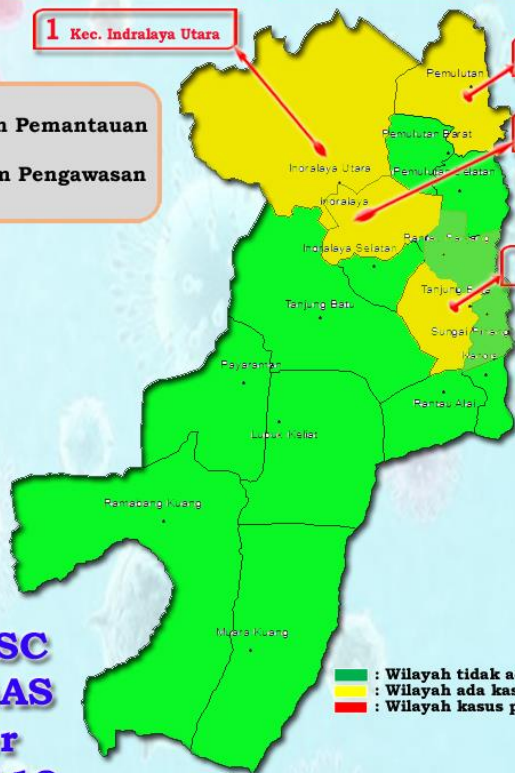 1 Kec. Indralaya Utara
n Pemantauan
n Pengawasan
Pemulutan
Pemulutan Barat
Pemulutan Selatan
Indralaya Utara
Indralaya
Indralaya Selatan
Tanjung Batu
Payaraman
Rantau Alai
Lubuk Keliat
Rambang Kuang
Muara Kuang
SC
AS
r
: Wilayah tidak a
: Wilayah ada kas
: Wilayah kasus p